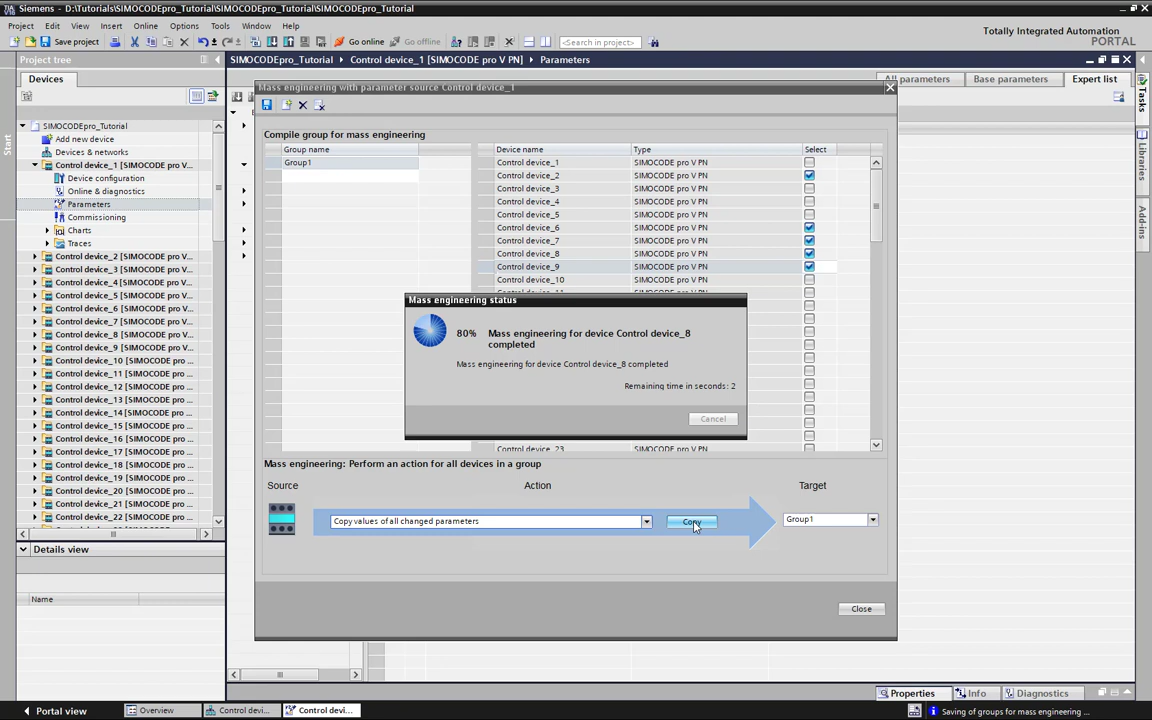 Siemens - D:\Tutorials\SIMOCODEpro_Tutorial\SIMOCODEpro_Tutorial\SIMOCODEpro_Tutorial
Project Edit View Insert Online Options Tools Window Help
Totally Integrated Automation
PORTAL
Save project
Go online
Go offline
<Search in project>
Project tree
SIMOCODEpro_Tutorial
Control device_1 [SIMOCODE pro V PN]
Parameters
Devices
All parameters
Base parameters
Expert list
Start
Tasks
Libraries
Add-ins
SIMOCODEpro_Tutorial
Add new device
Devices & networks
Control device_1 [SIMOCODE pro V...
Device configuration
Online & diagnostics
Parameters
Commissioning
Charts
Traces
Control device_2 [SIMOCODE pro V...
Control device_3 [SIMOCODE pro V...
Control device_4 [SIMOCODE pro V...
Control device_5 [SIMOCODE pro V...
Control device_6 [SIMOCODE pro V...
Control device_7 [SIMOCODE pro V...
Control device_8 [SIMOCODE pro V...
Control device_9 [SIMOCODE pro V...
Control device_10 [SIMOCODE pro ...
Control device_11 [SIMOCODE pro ...
Control device_12 [SIMOCODE pro ...
Control device_13 [SIMOCODE pro ...
Control device_14 [SIMOCODE pro ...
Control device_15 [SIMOCODE pro ...
Control device_16 [SIMOCODE pro ...
Control device_17 [SIMOCODE pro ...
Control device_18 [SIMOCODE pro ...
Control device_19 [SIMOCODE pro ...
Control device_20 [SIMOCODE pro ...
Control device_21 [SIMOCODE pro ...
Control device_22 [SIMOCODE pro ...
Details view
Name
Mass engineering with parameter source Control device_1
Compile group for mass engineering
Group name
Group1
Device name Type Select
Control device_1 SIMOCODE pro V PN
Control device_2 SIMOCODE pro V PN
Control device_3 SIMOCODE pro V PN
Control device_4 SIMOCODE pro V PN
Control device_5 SIMOCODE pro V PN
Control device_6 SIMOCODE pro V PN
Control device_7 SIMOCODE pro V PN
Control device_8 SIMOCODE pro V PN
Control device_9 SIMOCODE pro V PN
Control device_10 SIMOCODE pro V PN
Control device_23 SIMOCODE pro V PN
Mass engineering status
80% Mass engineering for device Control device_8
completed
Mass engineering for device Control device_8 completed
Remaining time in seconds: 2
Cancel
Mass engineering: Perform an action for all devices in a group
Source Action Target
Copy values of all changed parameters
Copy
Group1
Close
Properties
Info
Diagnostics
Portal view
Overview
Control devi...
Control devi...
Saving of groups for mass engineering ...